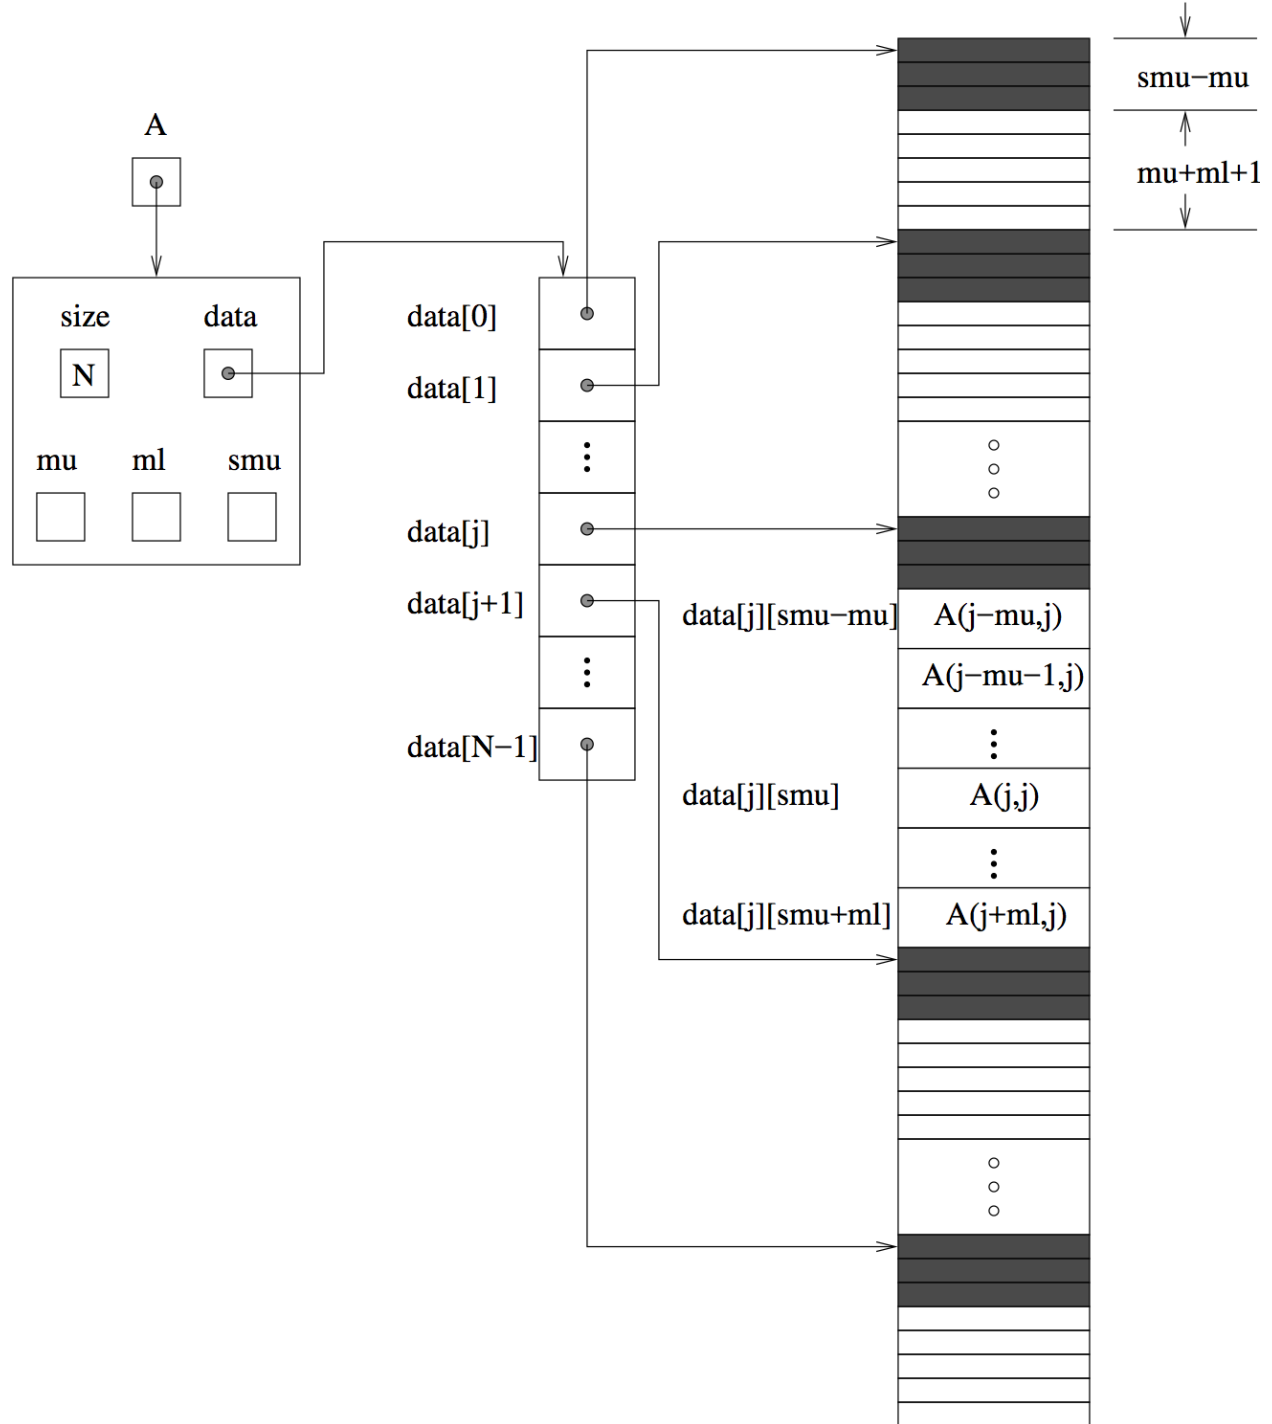 A
size data
N
mu ml smu
data[0]
data[1]
data[j]
data[j+1]
data[N−1]
data[j][smu−mu]
data[j][smu]
data[j][smu+ml]
A(j−mu,j)
A(j−mu−1,j)
A(j,j)
A(j+ml,j)
smu−mu
mu+ml+1